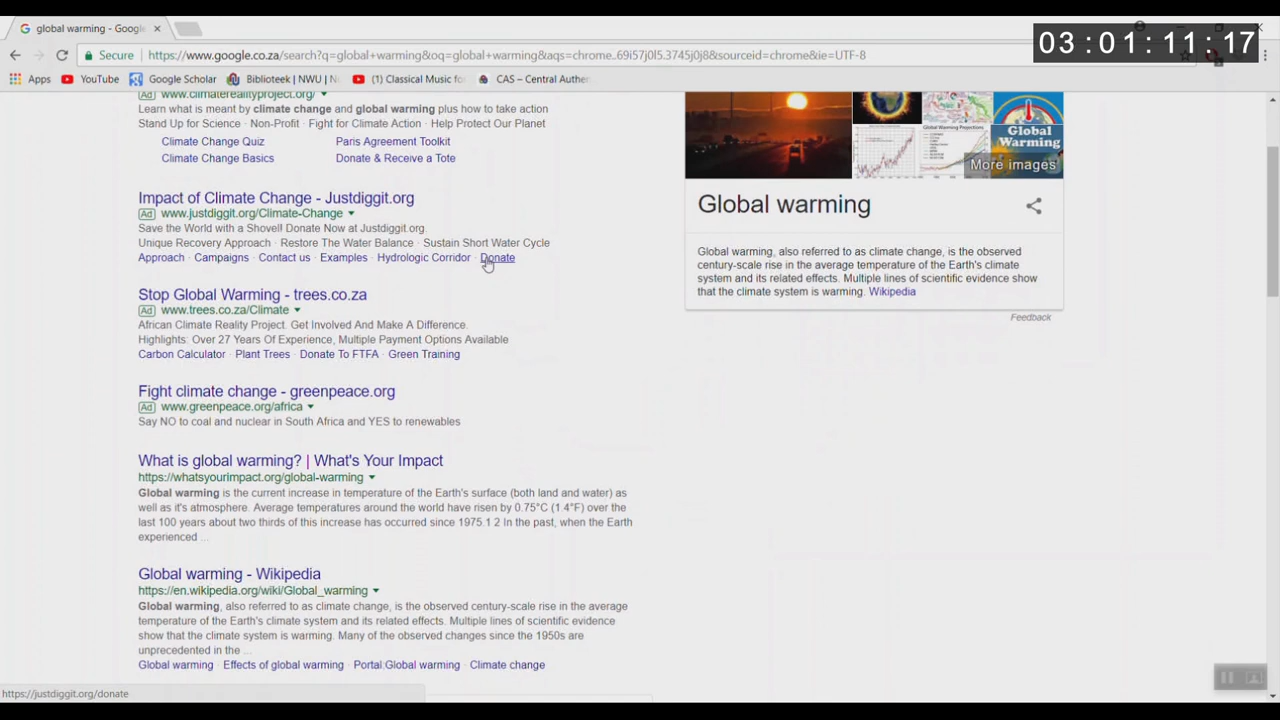 global warming - Google
03:01:11:17
Secure https://www.google.co.za/search?q=global+warming&oq=global+warming&aqs=chrome..69i57j0l5.3745j0j8&sourceid=chrome&ie=UTF-8
Apps YouTube Google Scholar Biblioteek | NWU | N (1) Classical Music fo CAS – Central Authen
Ad www.climaterealityproject.org/
Learn what is meant by climate change and global warming plus how to take action
Stand Up for Science · Non-Profit · Fight for Climate Action · Help Protect Our Planet
Climate Change Quiz Paris Agreement Toolkit
Climate Change Basics Donate & Receive a Tote
Impact of Climate Change - Justdiggit.org
Ad www.justdiggit.org/Climate-Change
Save the World with a Shovel! Donate Now at Justdiggit.org.
Unique Recovery Approach · Restore The Water Balance · Sustain Short Water Cycle
Approach · Campaigns · Contact us · Examples · Hydrologic Corridor · Donate
Stop Global Warming - trees.co.za
Ad www.trees.co.za/Climate
African Climate Reality Project. Get Involved And Make A Difference.
Highlights: Over 27 Years Of Experience, Multiple Payment Options Available
Carbon Calculator · Plant Trees · Donate To FTFA · Green Training
Fight climate change - greenpeace.org
Ad www.greenpeace.org/africa
Say NO to coal and nuclear in South Africa and YES to renewables
What is global warming? | What's Your Impact
https://whatsyourimpact.org/global-warming
Global warming is the current increase in temperature of the Earth's surface (both land and water) as
well as it's atmosphere. Average temperatures around the world have risen by 0.75°C (1.4°F) over the
last 100 years about two thirds of this increase has occurred since 1975.1 2 In the past, when the Earth
experienced ...
Global warming - Wikipedia
https://en.wikipedia.org/wiki/Global_warming
Global warming, also referred to as climate change, is the observed century-scale rise in the average
temperature of the Earth's climate system and its related effects. Multiple lines of scientific evidence
show that the climate system is warming. Many of the observed changes since the 1950s are
unprecedented in the ...
Global warming · Effects of global warming · Portal:Global warming · Climate change
https://justdiggit.org/donate
Global Warming Projections
Global
Warming
More images
Global warming
Global warming, also referred to as climate change, is the observed
century-scale rise in the average temperature of the Earth's climate
system and its related effects. Multiple lines of scientific evidence show
that the climate system is warming. Wikipedia
Feedback